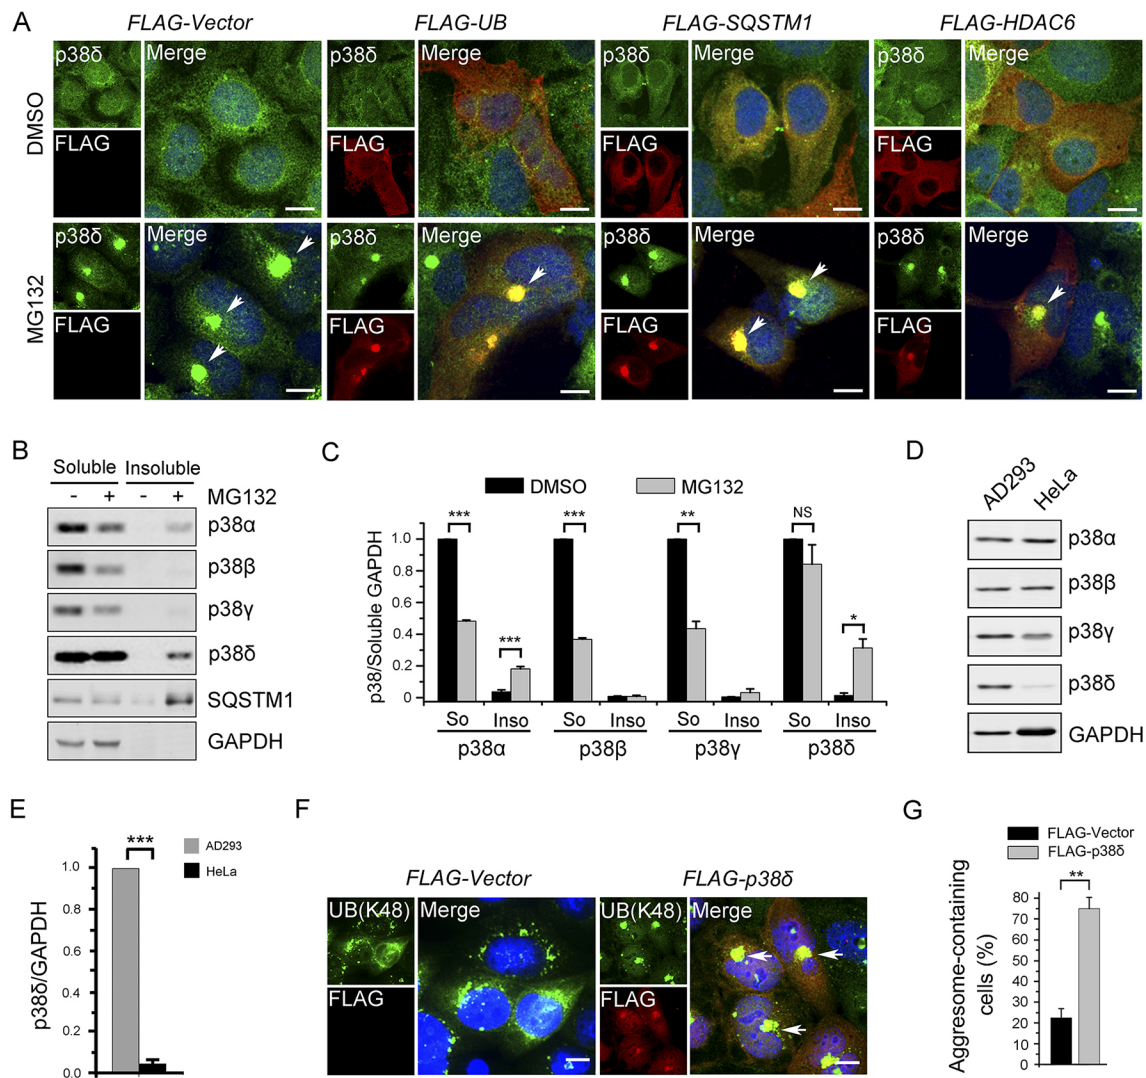 A
FLAG-Vector FLAG-UB FLAG-SQSTM1 FLAG-HDAC6
DMSO
p38δ Merge p38δ Merge p38δ Merge p38δ Merge
FLAG FLAG FLAG FLAG
MG132
p38δ Merge p38δ Merge p38δ Merge p38δ Merge
FLAG FLAG FLAG FLAG
B
Soluble Insoluble
- + - + MG132
p38α
p38β
p38γ
p38δ
SQSTM1
GAPDH
C
DMSO MG132
p38/Soluble GAPDH
1.0
0.8
0.6
0.4
0.2
0
*** *** *** ** NS *
So Inso So Inso So Inso So Inso
p38α p38β p38γ p38δ
D
AD293 HeLa
p38α
p38β
p38γ
p38δ
GAPDH
E
AD293
HeLa
***
p38δ/GAPDH
1.0
0.8
0.6
0.4
0.2
0.0
F
FLAG-Vector FLAG-p38δ
UB(K48) Merge UB(K48) Merge
FLAG FLAG
G
FLAG-Vector
FLAG-p38δ
**
Aggresome-containing
cells (%)
80
70
60
50
40
30
20
10
0